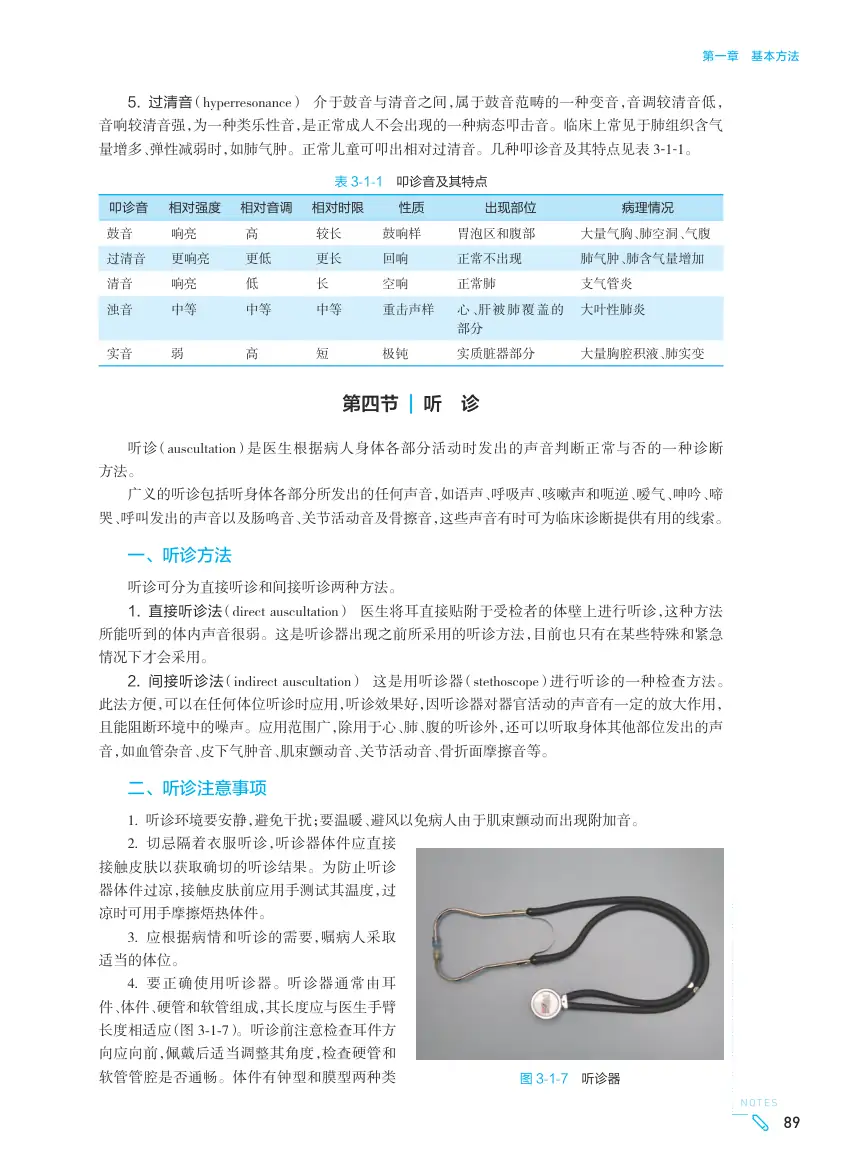 第一章　基本方法
5. 过清音（hyperresonance）　介于鼓音与清音之间，属于鼓音范畴的一种变音，音调较清音低，
音响较清音强，为一种类乐性音，是正常成人不会出现的一种病态叩击音。临床上常见于肺组织含气
量增多、弹性减弱时，如肺气肿。正常儿童可叩出相对过清音。几种叩诊音及其特点见表 3-1-1。
表 3-1-1　叩诊音及其特点
叩诊音　相对强度　相对音调　相对时限　性质　出现部位　病理情况
鼓音　响亮　高　较长　鼓响样　胃泡区和腹部　大量气胸、肺空洞、气腹
过清音　更响亮　更低　更长　回响　正常不出现　肺气肿、肺含气量增加
清音　响亮　低　长　空响　正常肺　支气管炎
浊音　中等　中等　中等　重击声样　心、肝被肺覆盖的　大叶性肺炎
部分
实音　弱　高　短　极钝　实质脏器部分　大量胸腔积液、肺实变
第四节｜听　诊
听诊（auscultation）是医生根据病人身体各部分活动时发出的声音判断正常与否的一种诊断
方法。
广义的听诊包括听身体各部分所发出的任何声音，如语声、呼吸声、咳嗽声和呃逆、嗳气、呻吟、啼
哭、呼叫发出的声音以及肠鸣音、关节活动音及骨擦音，这些声音有时可为临床诊断提供有用的线索。
一、听诊方法
听诊可分为直接听诊和间接听诊两种方法。
1. 直接听诊法（direct auscultation）　医生将耳直接贴附于受检者的体壁上进行听诊，这种方法
所能听到的体内声音很弱。这是听诊器出现之前所采用的听诊方法，目前也只有在某些特殊和紧急
情况下才会采用。
2. 间接听诊法（indirect auscultation）　这是用听诊器（stethoscope）进行听诊的一种检查方法。
此法方便，可以在任何体位听诊时应用，听诊效果好，因听诊器对器官活动的声音有一定的放大作用，
且能阻断环境中的噪声。应用范围广，除用于心、肺、腹的听诊外，还可以听取身体其他部位发出的声
音，如血管杂音、皮下气肿音、肌束颤动音、关节活动音、骨折面摩擦音等。
二、听诊注意事项
1. 听诊环境要安静，避免干扰；要温暖、避风以免病人由于肌束颤动而出现附加音。
2. 切忌隔着衣服听诊，听诊器体件应直接
接触皮肤以获取确切的听诊结果。为防止听诊
器体件过凉，接触皮肤前应用手测试其温度，过
凉时可用手摩擦焐热体件。
3. 应根据病情和听诊的需要，嘱病人采取
适当的体位。
4. 要正确使用听诊器。听诊器通常由耳
件、体件、硬管和软管组成，其长度应与医生手臂
长度相适应（图 3-1-7）。听诊前注意检查耳件方
向应向前，佩戴后适当调整其角度，检查硬管和
软管管腔是否通畅。体件有钟型和膜型两种类
图 3-1-7　听诊器
NOTES
89